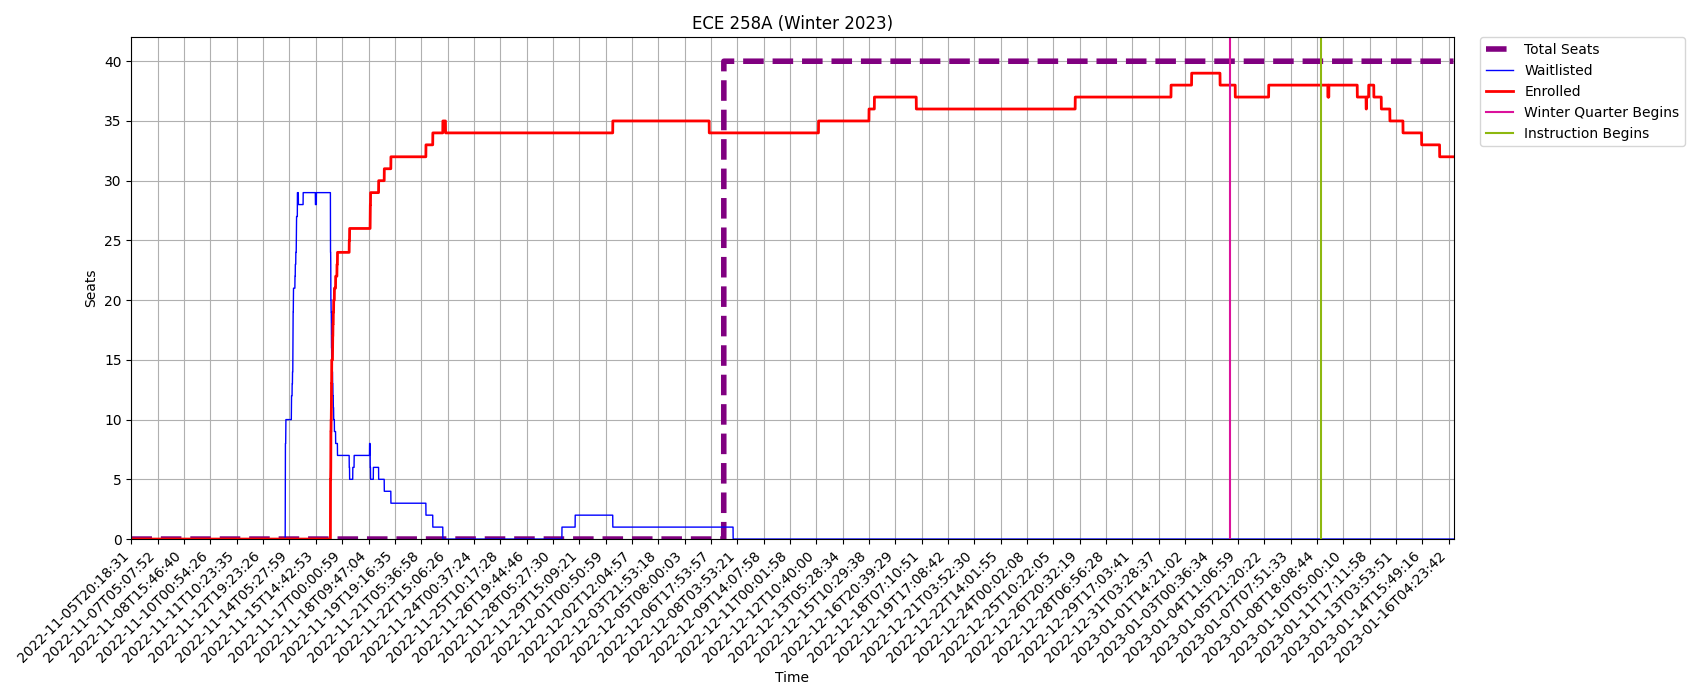 ECE 258A (Winter 2023)
Total Seats
Waitlisted
Enrolled
Winter Quarter Begins
Instruction Begins
Seats
40
35
30
25
20
15
10
5
0
2022-11-05T20:18:31
2022-11-07T05:07:52
2022-11-08T15:46:40
2022-11-10T00:54:26
2022-11-11T10:23:35
2022-11-12T19:23:26
2022-11-14T05:27:59
2022-11-15T14:42:53
2022-11-17T00:00:59
2022-11-18T09:47:04
2022-11-19T19:16:35
2022-11-21T05:36:58
2022-11-22T15:06:26
2022-11-24T00:37:24
2022-11-25T10:17:28
2022-11-26T19:44:46
2022-11-28T05:27:30
2022-11-29T15:09:21
2022-12-01T00:50:59
2022-12-02T12:04:57
2022-12-03T21:53:18
2022-12-05T08:00:03
2022-12-06T17:53:57
2022-12-08T03:53:21
2022-12-09T14:07:58
2022-12-11T00:01:58
2022-12-12T10:40:00
2022-12-13T05:28:34
2022-12-15T10:29:38
2022-12-16T20:39:29
2022-12-18T07:10:51
2022-12-19T17:08:42
2022-12-21T03:52:30
2022-12-22T14:01:55
2022-12-24T00:02:08
2022-12-25T10:22:05
2022-12-26T20:32:19
2022-12-28T06:56:28
2022-12-29T17:03:41
2022-12-31T03:28:37
2023-01-01T14:21:02
2023-01-03T00:36:34
2023-01-04T11:06:59
2023-01-05T21:20:22
2023-01-07T07:51:33
2023-01-08T18:08:44
2023-01-10T05:00:10
2023-01-11T17:11:58
2023-01-13T03:53:51
2023-01-14T15:49:16
2023-01-16T04:23:42
Time